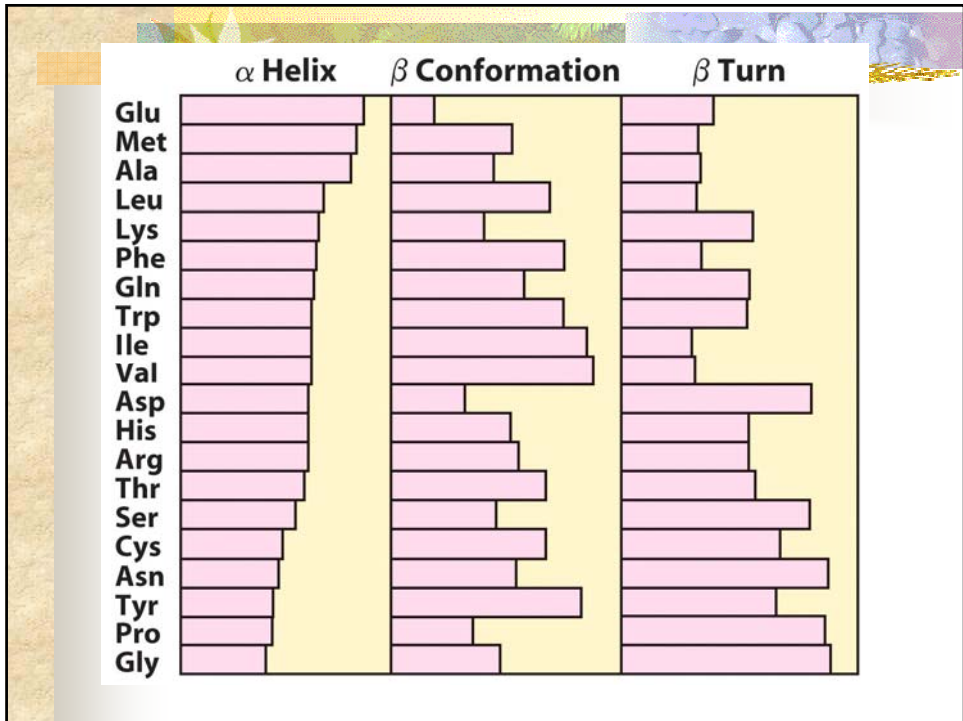 α Helix β Conformation β Turn
Glu
Met
Ala
Leu
Lys
Phe
Gln
Trp
Ile
Val
Asp
His
Arg
Thr
Ser
Cys
Asn
Tyr
Pro
Gly